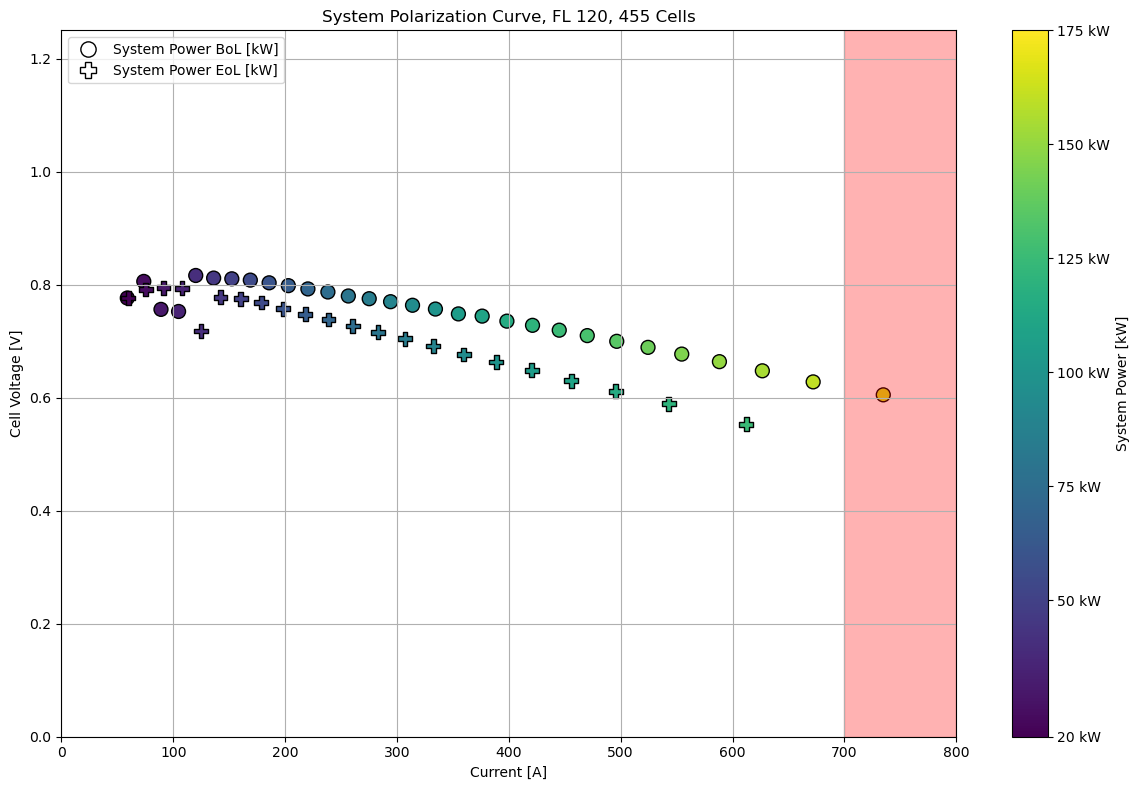 System Polarization Curve, FL 120, 455 Cells
System Power BoL [kW]
System Power EoL [kW]
Cell Voltage [V]
1.2
1.0
0.8
0.6
0.4
0.2
0.0
0 100 200 300 400 500 600 700 800
Current [A]
175 kW
150 kW
125 kW
100 kW
75 kW
50 kW
20 kW
System Power [kW]